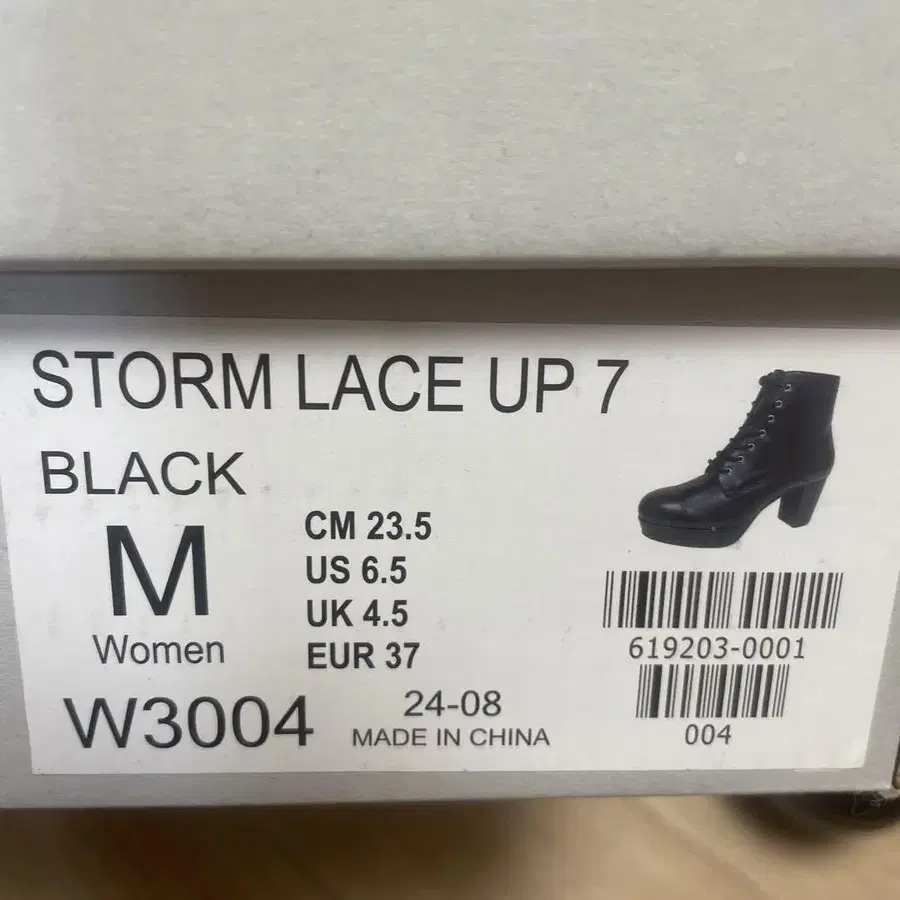 STORM LACE UP 7
BLACK
M
Women
CM 23.5
US 6.5
UK 4.5
EUR 37
W3004
24-08
MADE IN CHINA
619203-0001
004